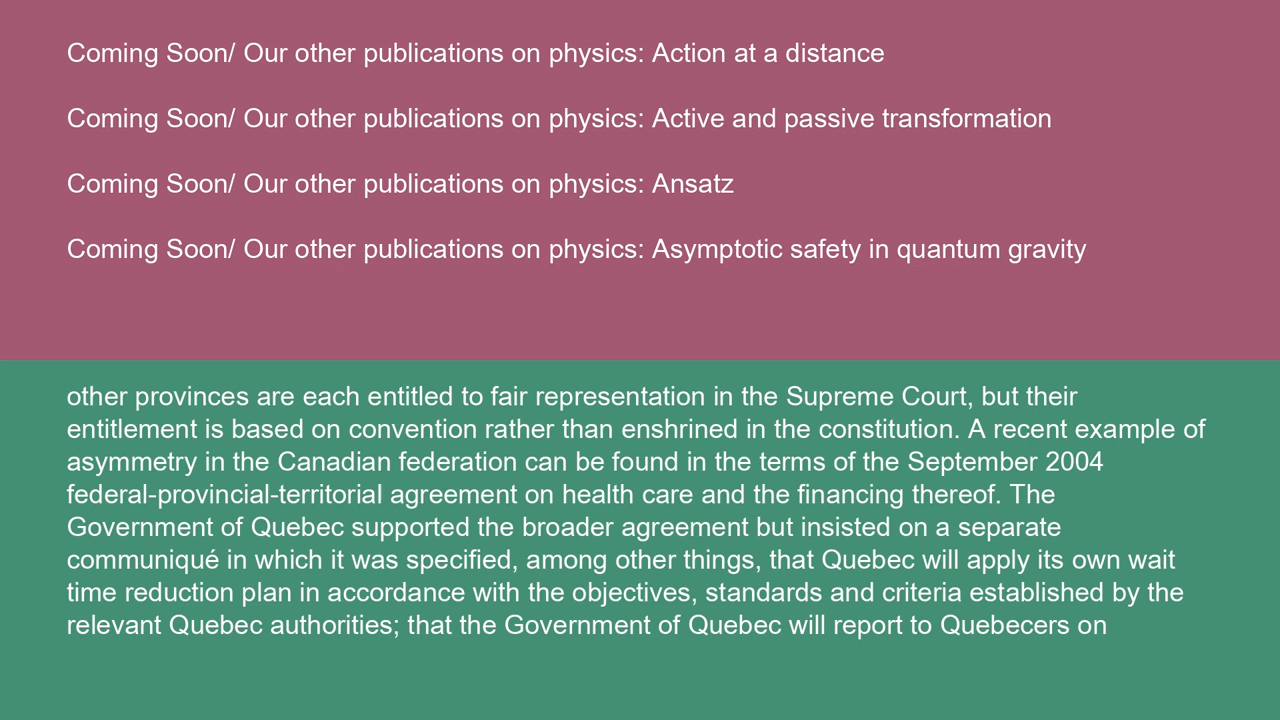 Coming Soon/ Our other publications on physics: Action at a distance
Coming Soon/ Our other publications on physics: Active and passive transformation
Coming Soon/ Our other publications on physics: Ansatz
Coming Soon/ Our other publications on physics: Asymptotic safety in quantum gravity
other provinces are each entitled to fair representation in the Supreme Court, but their
entitlement is based on convention rather than enshrined in the constitution. A recent example of
asymmetry in the Canadian federation can be found in the terms of the September 2004
federal-provincial-territorial agreement on health care and the financing thereof. The
Government of Quebec supported the broader agreement but insisted on a separate
communiqué in which it was specified, among other things, that Quebec will apply its own wait
time reduction plan in accordance with the objectives, standards and criteria established by the
relevant Quebec authorities; that the Government of Quebec will report to Quebecers on